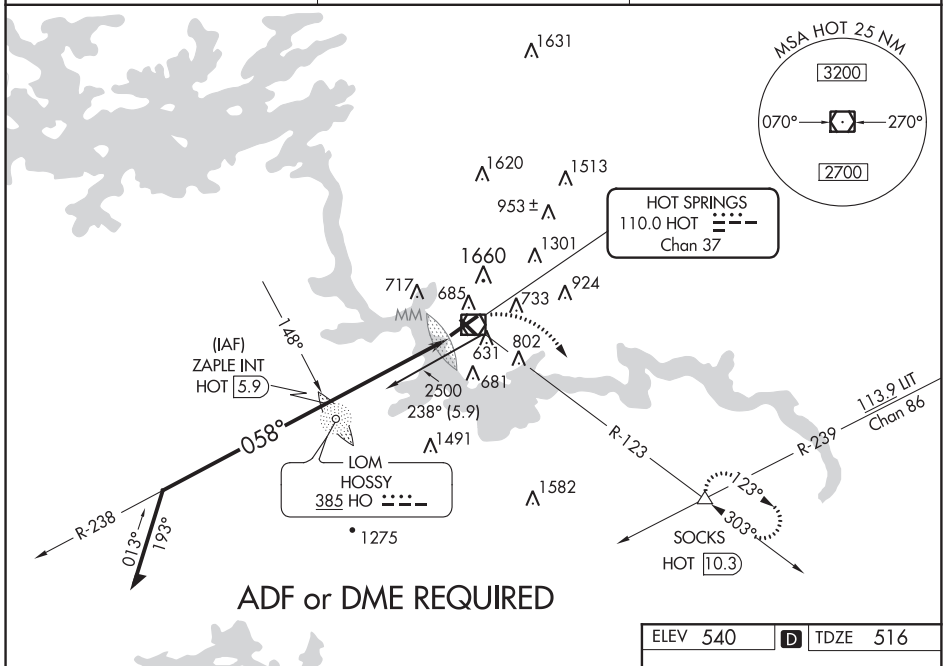 1631
MSA HOT 25 NM
3200
070°
270°
2700
1620
1513
953 ±
HOT SPRINGS
110.0 HOT
Chan 37
1301
1660
717
685
733
924
MM
148°
(IAF)
ZAPLE INT
HOT 5.9
631
802
681
2500
238° (5.9)
113.9 LIT
Chan 86
058°
1491
R-123
R-239
LOM
HOSSY
385 HO
1582
123°
303°
R-238
013°
193°
1275
SOCKS
HOT 10.3
ADF or DME REQUIRED
ELEV 540 D TDZE 516